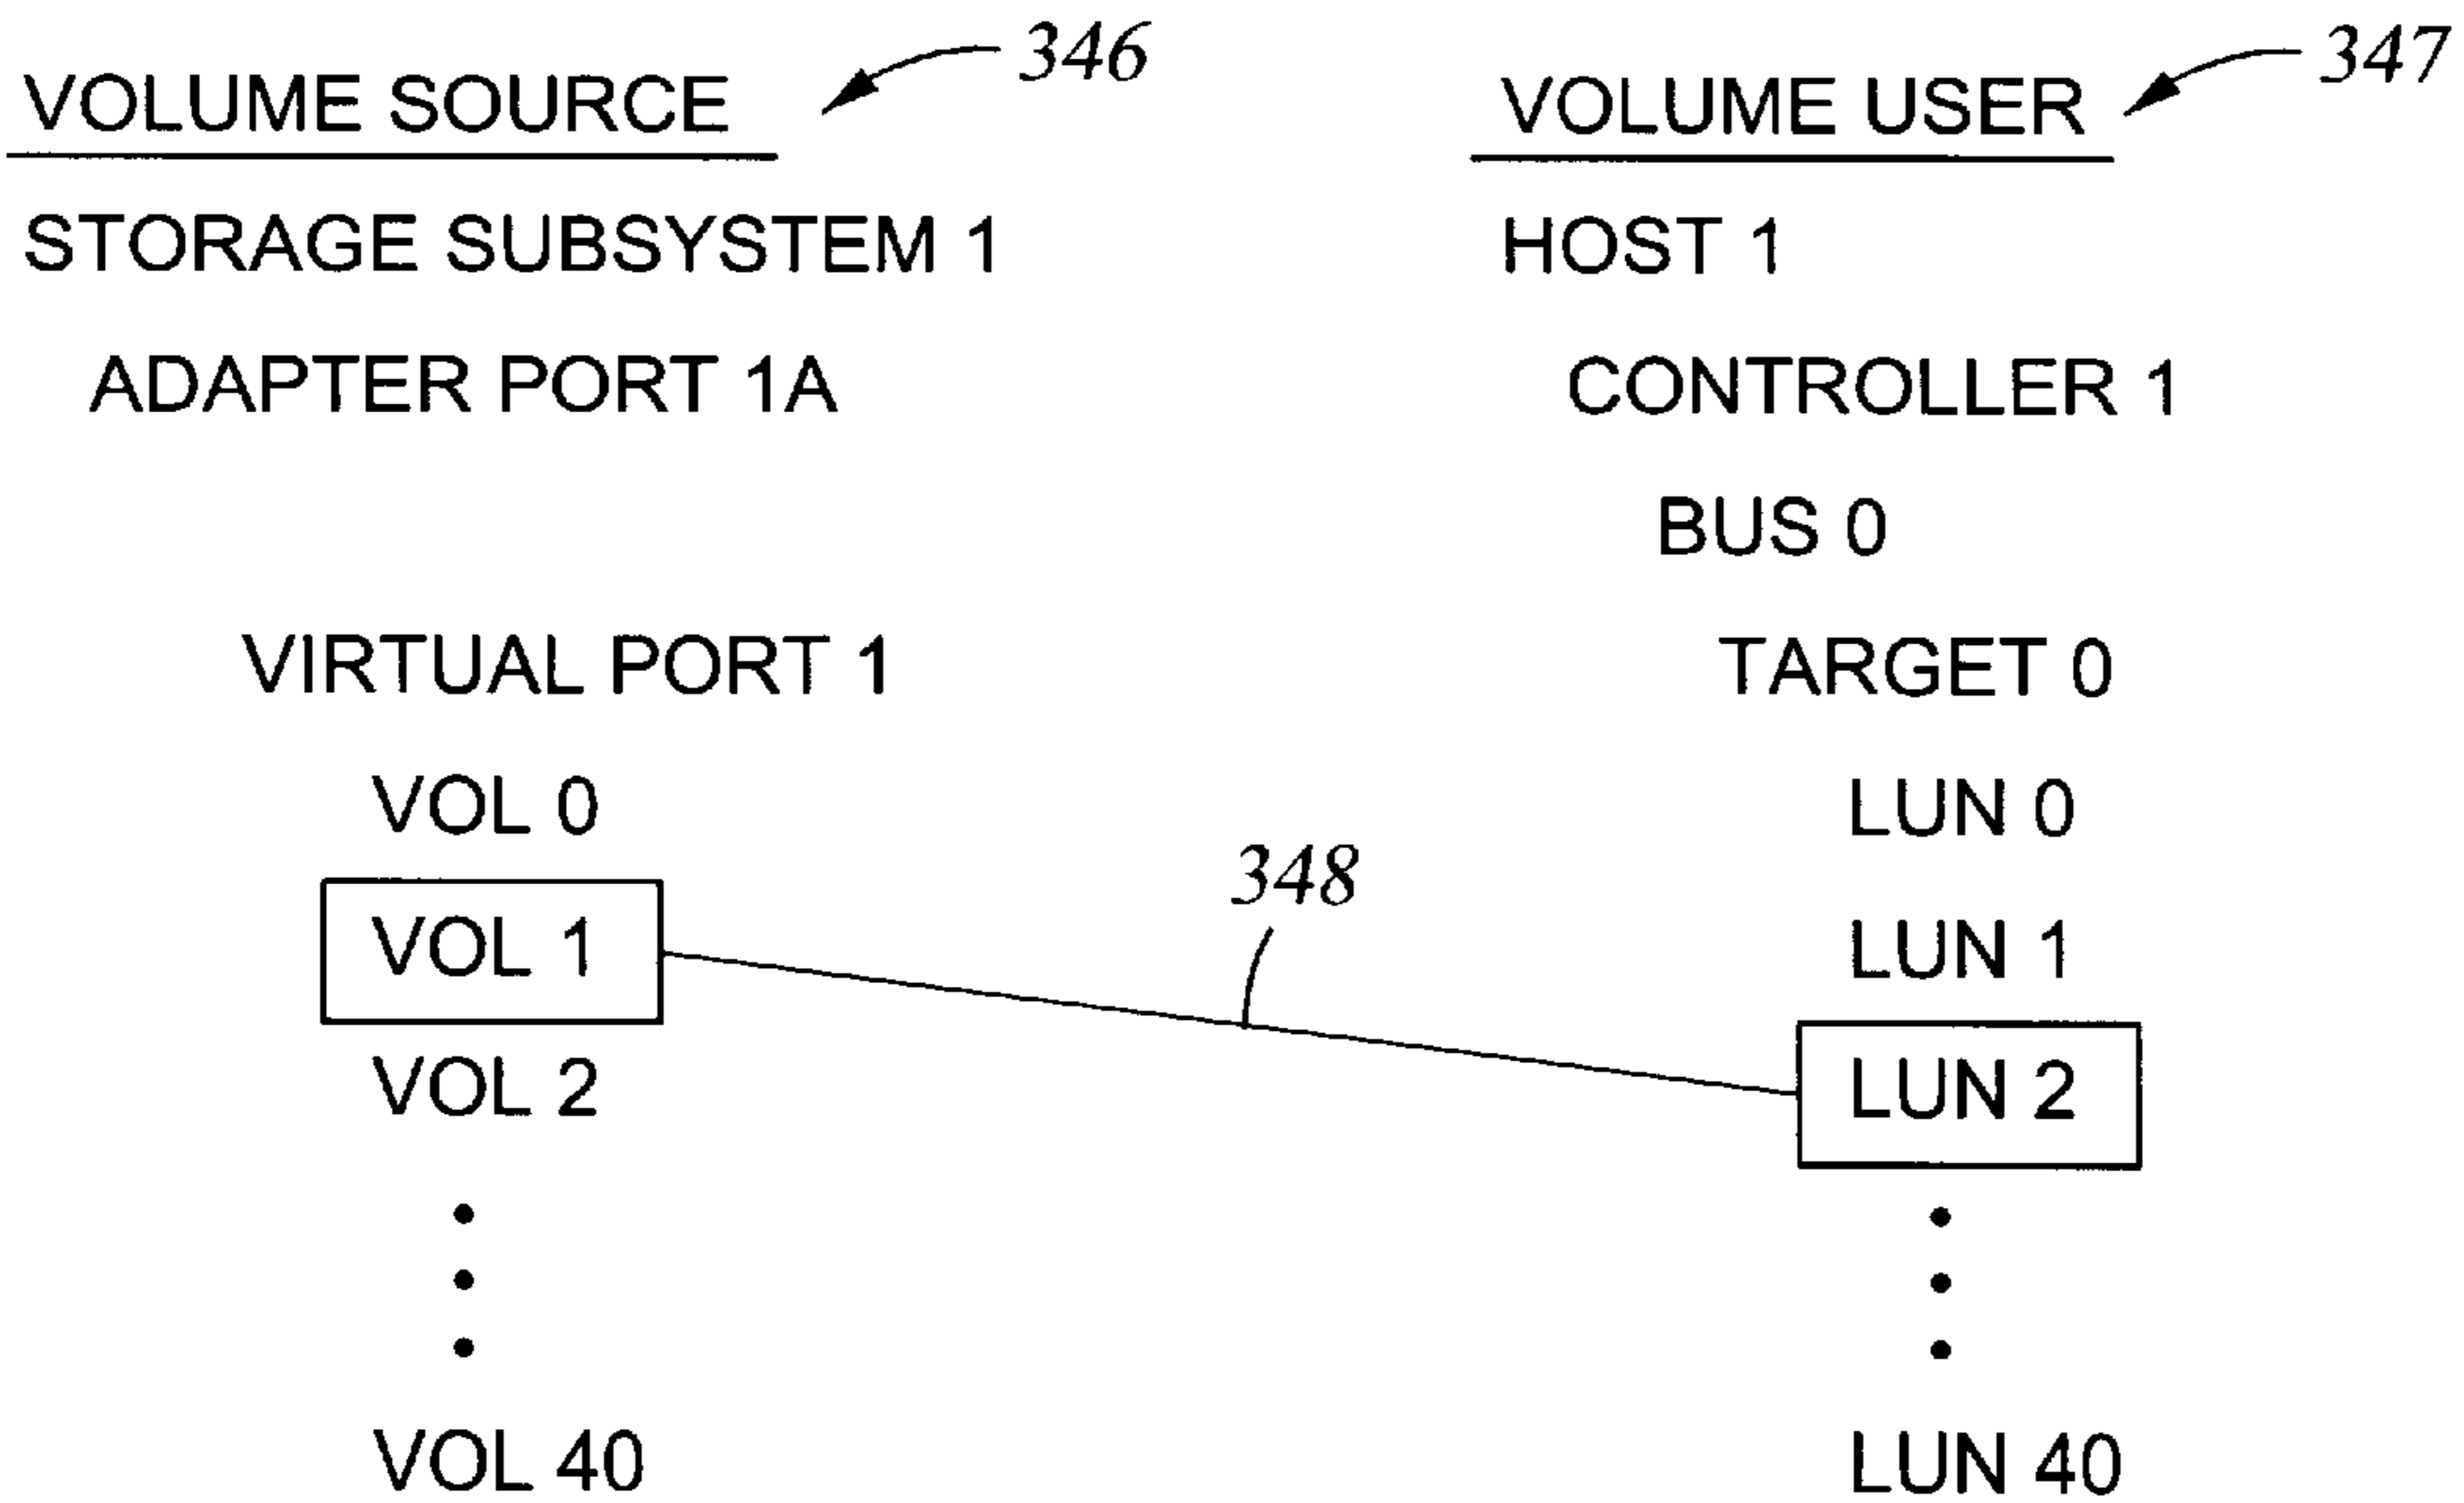 346
VOLUME SOURCE
STORAGE SUBSYSTEM 1
ADAPTER PORT 1A
VIRTUAL PORT 1
VOL 0
VOL 1
VOL 2
VOL 40
348
347
VOLUME USER
HOST 1
CONTROLLER 1
BUS 0
TARGET 0
LUN 0
LUN 1
LUN 2
LUN 40